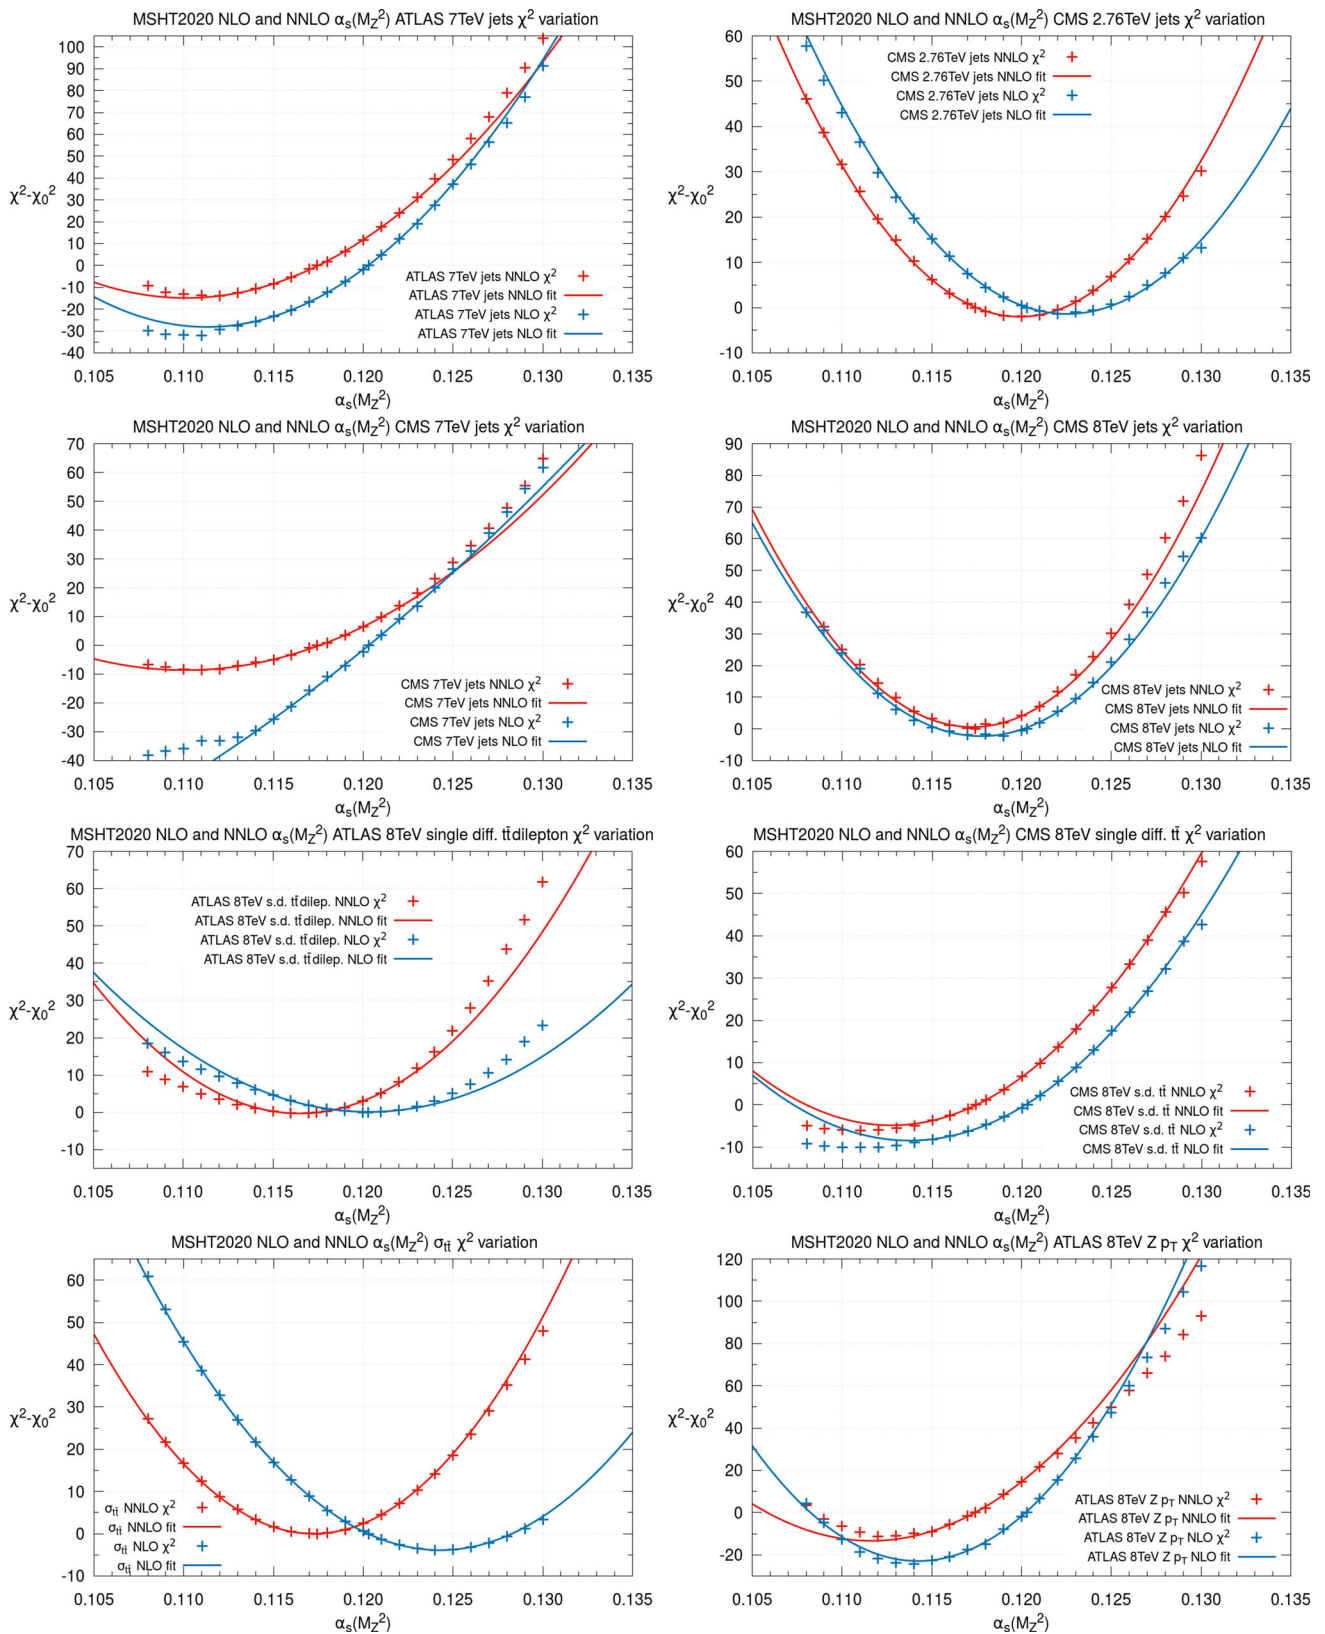 MSHT2020 NLO and NNLO αs(MZ²) ATLAS 7TeV jets χ² variation
100
90
80
70
60
50
40
30
20
10
0
-10
-20
-30
-40
χ²-χ₀²
ATLAS 7TeV jets NNLO χ²
ATLAS 7TeV jets NNLO fit
ATLAS 7TeV jets NLO χ²
ATLAS 7TeV jets NLO fit
0.105 0.110 0.115 0.120 0.125 0.130 0.135
αs(MZ²)
MSHT2020 NLO and NNLO αs(MZ²) CMS 2.76TeV jets χ² variation
60
50
40
30
20
10
0
-10
χ²-χ₀²
CMS 2.76TeV jets NNLO χ²
CMS 2.76TeV jets NNLO fit
CMS 2.76TeV jets NLO χ²
CMS 2.76TeV jets NLO fit
0.105 0.110 0.115 0.120 0.125 0.130 0.135
αs(MZ²)
MSHT2020 NLO and NNLO αs(MZ²) CMS 7TeV jets χ² variation
70
60
50
40
30
20
10
0
-10
-20
-30
-40
χ²-χ₀²
CMS 7TeV jets NNLO χ²
CMS 7TeV jets NNLO fit
CMS 7TeV jets NLO χ²
CMS 7TeV jets NLO fit
0.105 0.110 0.115 0.120 0.125 0.130 0.135
αs(MZ²)
MSHT2020 NLO and NNLO αs(MZ²) CMS 8TeV jets χ² variation
90
80
70
60
50
40
30
20
10
0
-10
χ²-χ₀²
CMS 8TeV jets NNLO χ²
CMS 8TeV jets NNLO fit
CMS 8TeV jets NLO χ²
CMS 8TeV jets NLO fit
0.105 0.110 0.115 0.120 0.125 0.130 0.135
αs(MZ²)
MSHT2020 NLO and NNLO αs(MZ²) ATLAS 8TeV single diff. tt̄ dilepton χ² variation
70
60
50
40
30
20
10
0
-10
χ²-χ₀²
ATLAS 8TeV s.d. tt̄ dilep. NNLO χ²
ATLAS 8TeV s.d. tt̄ dilep. NNLO fit
ATLAS 8TeV s.d. tt̄ dilep. NLO χ²
ATLAS 8TeV s.d. tt̄ dilep. NLO fit
0.105 0.110 0.115 0.120 0.125 0.130 0.135
αs(MZ²)
MSHT2020 NLO and NNLO αs(MZ²) CMS 8TeV single diff. tt̄ χ² variation
60
50
40
30
20
10
0
-10
χ²-χ₀²
CMS 8TeV s.d. tt̄ NNLO χ²
CMS 8TeV s.d. tt̄ NNLO fit
CMS 8TeV s.d. tt̄ NLO χ²
CMS 8TeV s.d. tt̄ NLO fit
0.105 0.110 0.115 0.120 0.125 0.130 0.135
αs(MZ²)
MSHT2020 NLO and NNLO αs(MZ²) σtt̄ χ² variation
60
50
40
30
20
10
0
-10
χ²-χ₀²
σtt̄ NNLO χ²
σtt̄ NNLO fit
σtt̄ NLO χ²
σtt̄ NLO fit
0.105 0.110 0.115 0.120 0.125 0.130 0.135
αs(MZ²)
MSHT2020 NLO and NNLO αs(MZ²) ATLAS 8TeV Z pT χ² variation
120
100
80
60
40
20
0
-20
χ²-χ₀²
ATLAS 8TeV Z pT NNLO χ²
ATLAS 8TeV Z pT NNLO fit
ATLAS 8TeV Z pT NLO χ²
ATLAS 8TeV Z pT NLO fit
0.105 0.110 0.115 0.120 0.125 0.130 0.135
αs(MZ²)